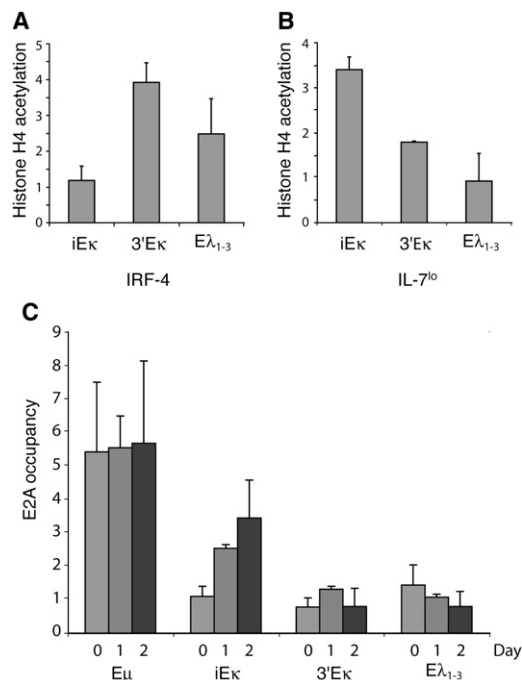 A
Histone H4 acetylation
5
4
3
2
1
0
iEκ 3'Eκ Eλ1-3
IRF-4
B
Histone H4 acetylation
4
3
2
1
0
iEκ 3'Eκ Eλ1-3
IL-7lo
C
E2A occupancy
9
8
7
6
5
4
3
2
1
0
0 1 2 0 1 2 0 1 2 0 1 2 Day
Eμ iEκ 3'Eκ Eλ1-3